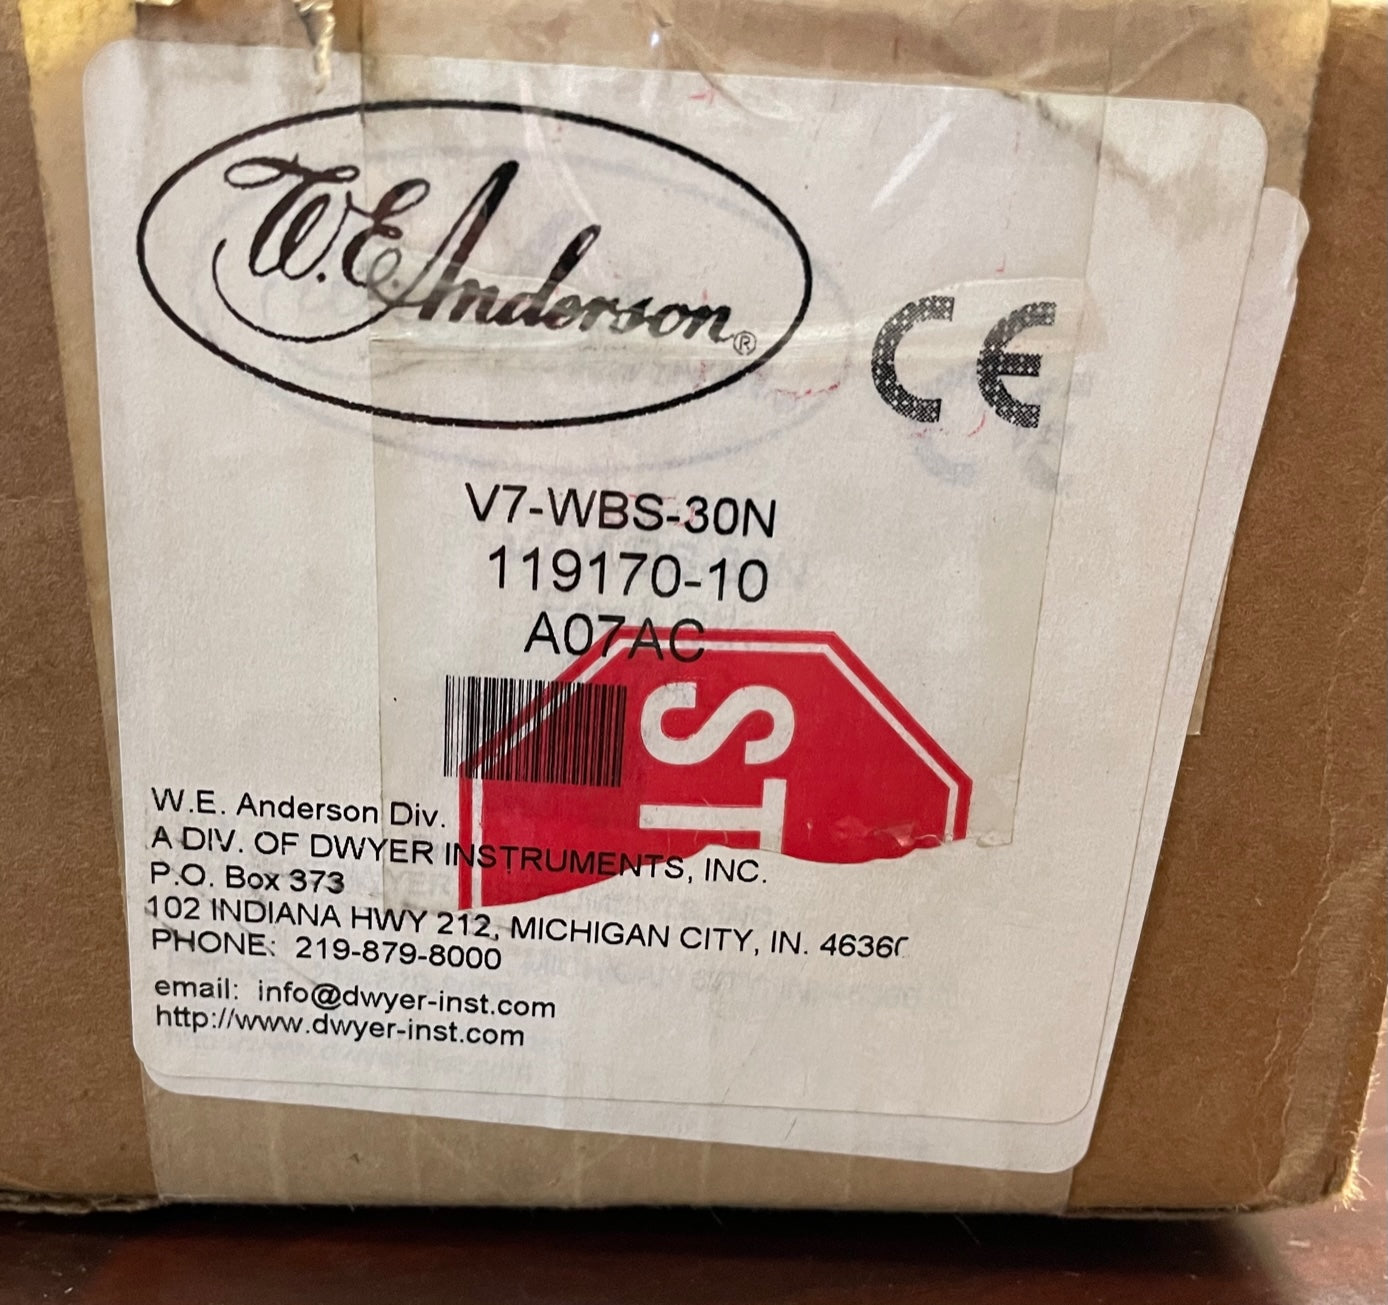 W.E. Anderson®
CE
V7-WBS-30N
119170-10
A07AC
ST
W.E. Anderson Div.
A DIV. OF DWYER INSTRUMENTS, INC.
P.O. Box 373
102 INDIANA HWY 212, MICHIGAN CITY, IN.
PHONE: 219-879-8000
email: info@dwyer-inst.com
http://www.dwyer-inst.com